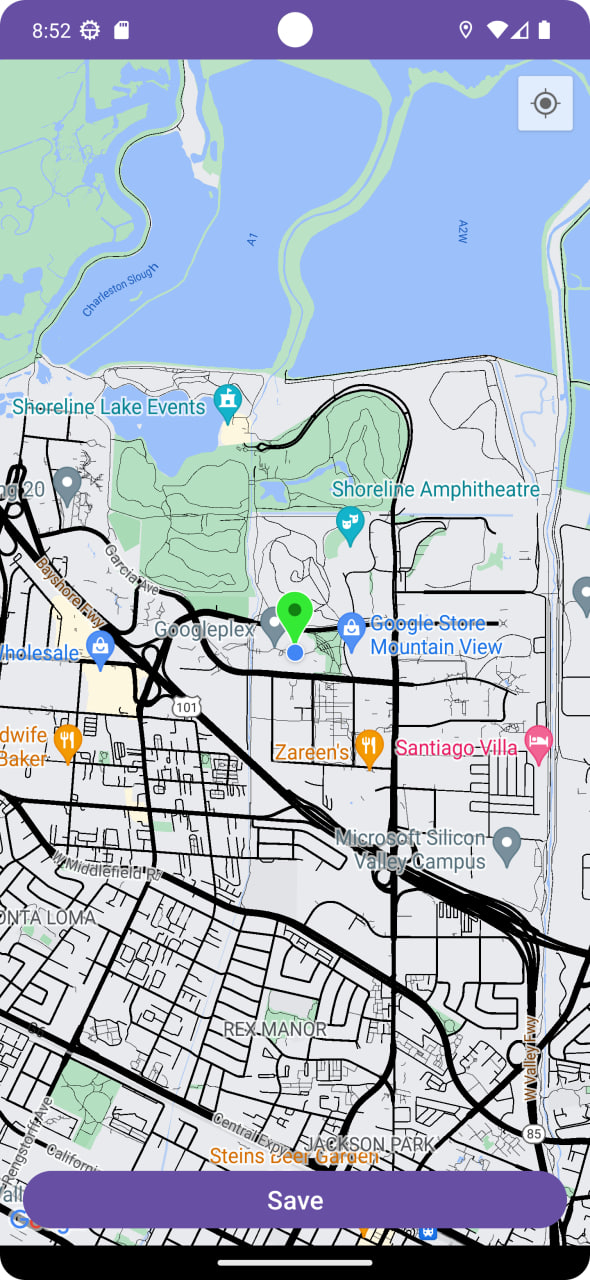 8:52
A1
A2W
Charleston Slough
Shoreline Lake Events
ng 20
Shoreline Amphitheatre
Garcia Ave
Bayshore Fwy
Googleplex
Google Store
Mountain View
Wholesale
101
dwife
Baker
Zareen's
Santiago Villa
Microsoft Silicon
Valley Campus
W Middlefield Rd
ONTA LOMA
REX MANOR
W Valley Fwy
Central Expy
JACKSON PARK
85
Steins Beer Garden
Rengstorff Ave
California
Save